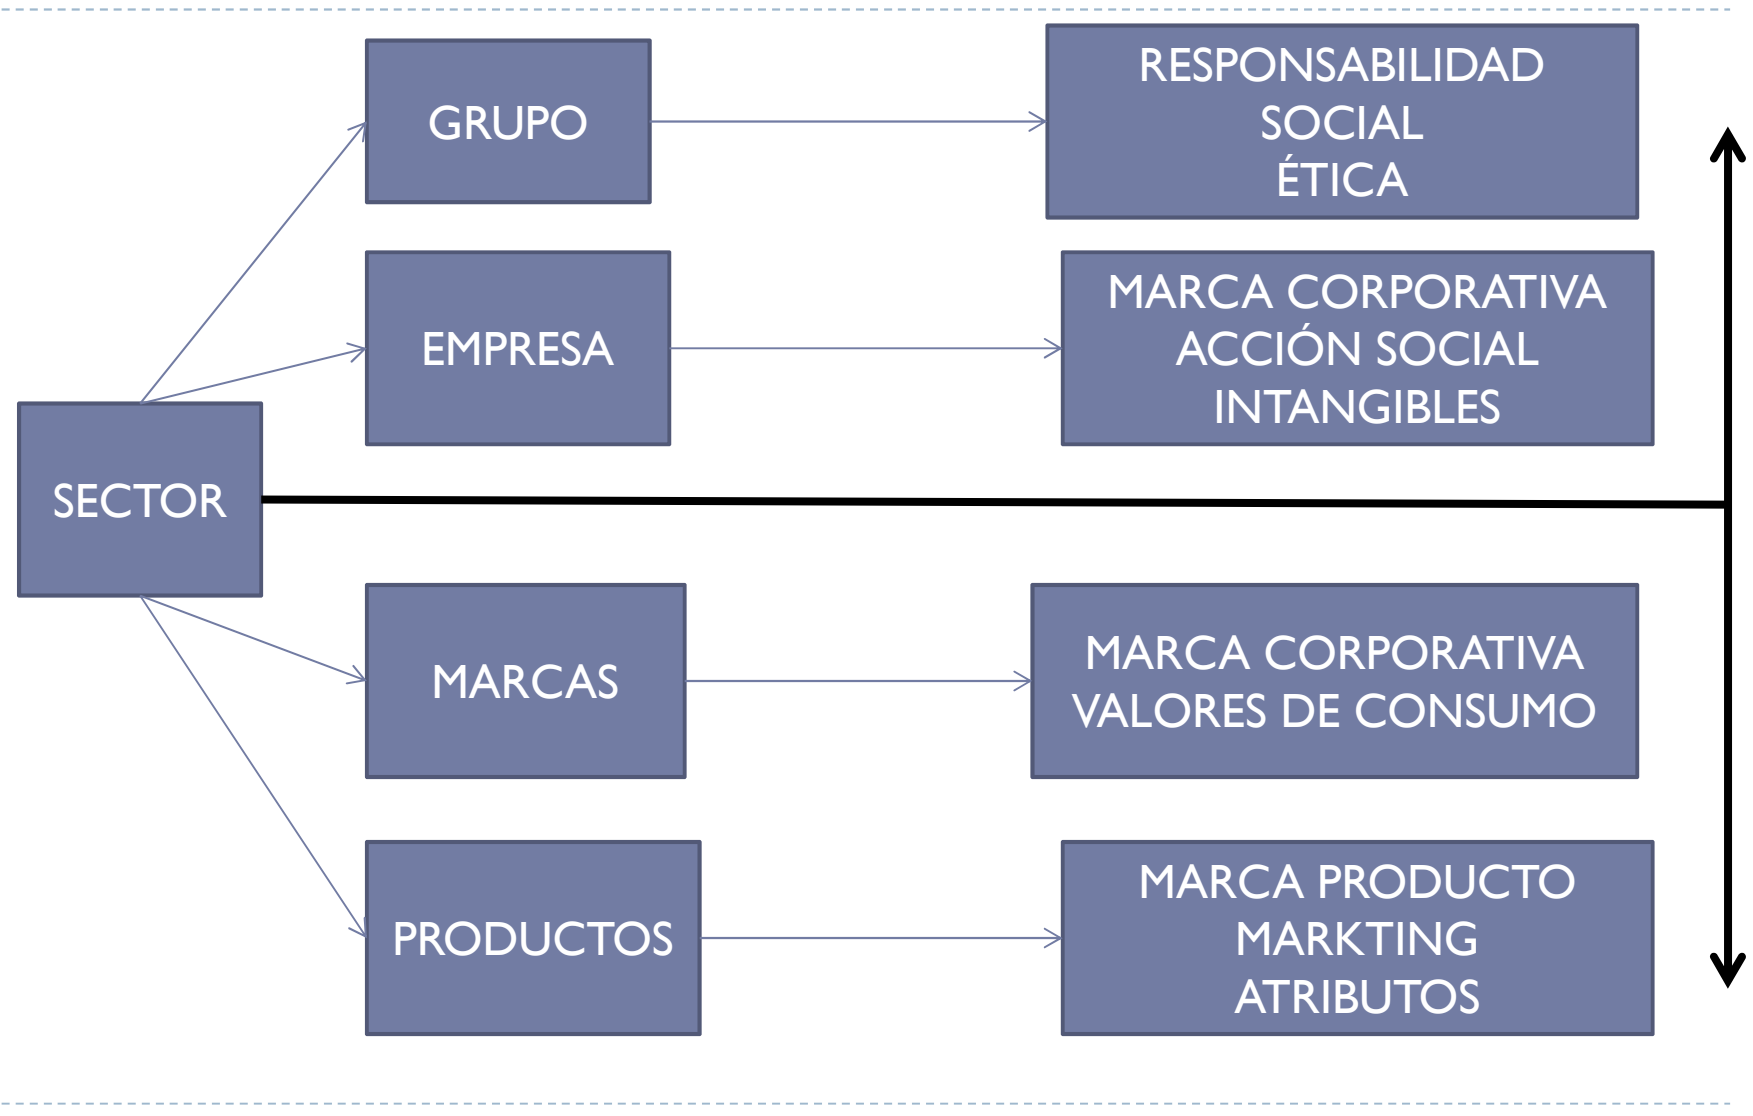 GRUPO
RESPONSABILIDAD
SOCIAL
ÉTICA
EMPRESA
MARCA CORPORATIVA
ACCIÓN SOCIAL
INTANGIBLES
SECTOR
MARCAS
MARCA CORPORATIVA
VALORES DE CONSUMO
PRODUCTOS
MARCA PRODUCTO
MARKTING
ATRIBUTOS